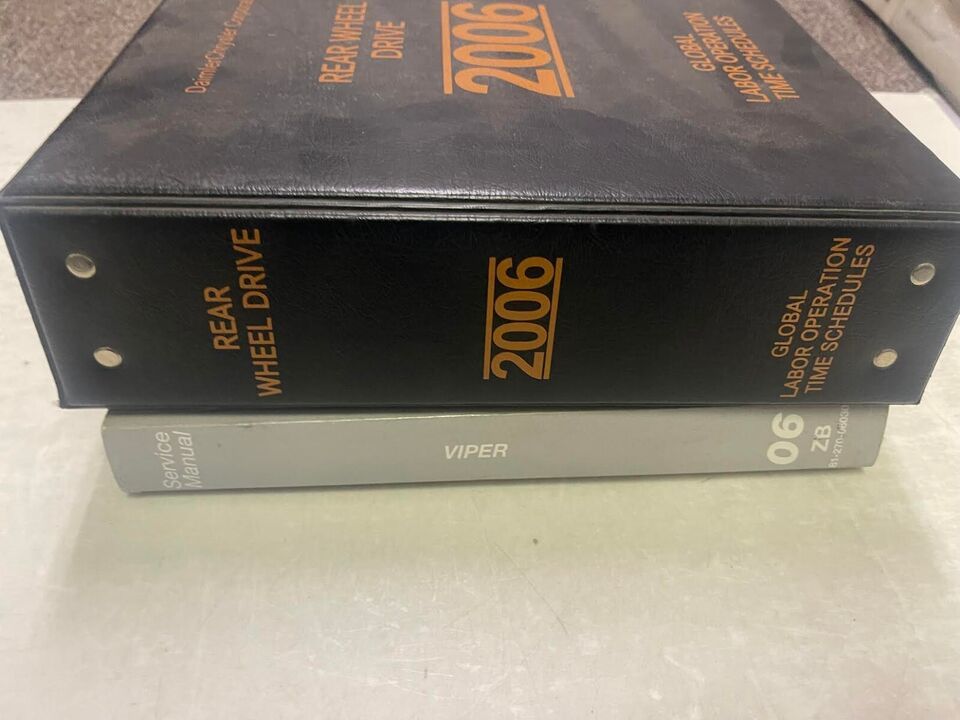 DaimlerChrysler
REAR WHEEL
DRIVE
2006
GLOBAL
LABOR OPERATION
TIME SCHEDULES
REAR
WHEEL DRIVE
2006
GLOBAL
LABOR OPERATION
TIME SCHEDULES
Service
Manual
VIPER
06
ZB